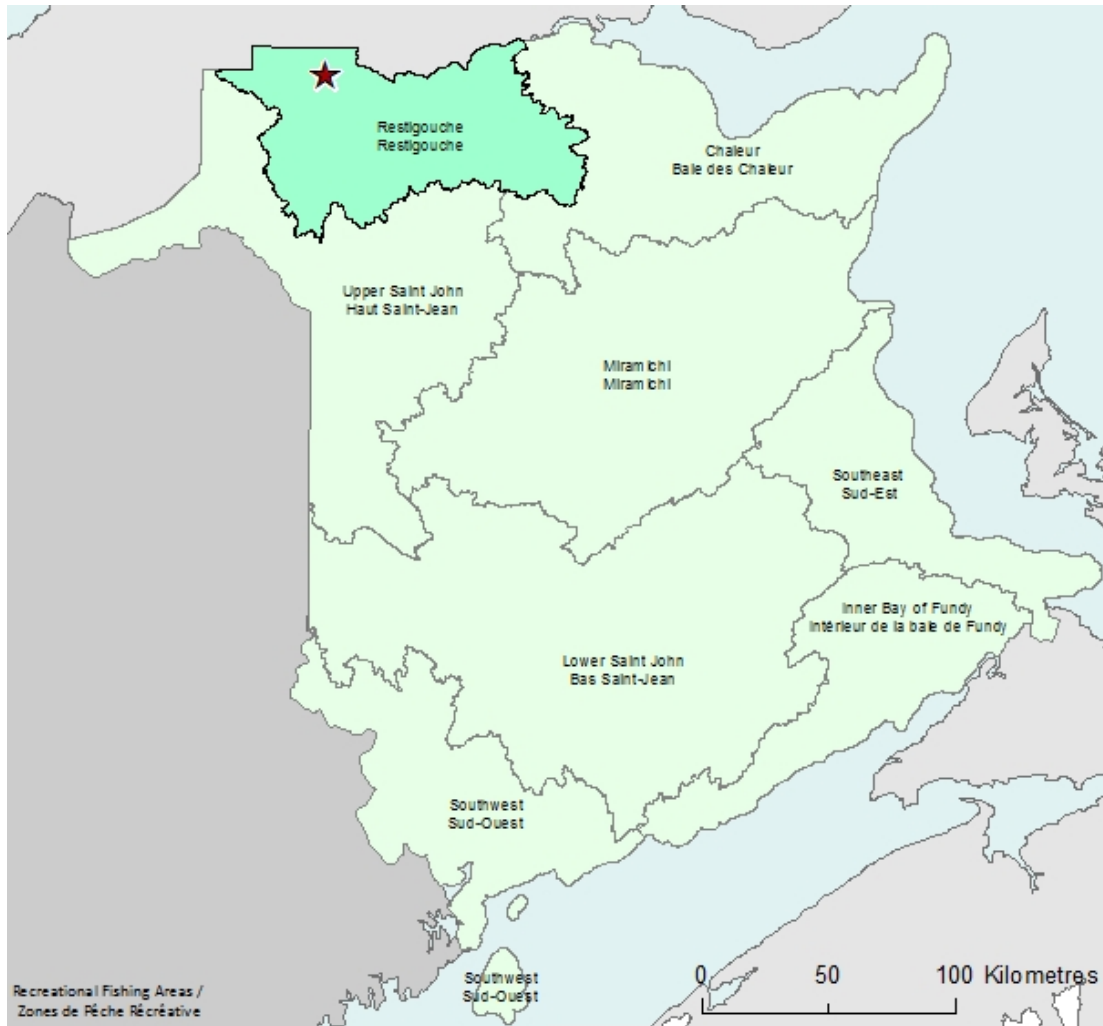 Restigouche
Restigouche
Chaleur
Baie des Chaleur
Upper Saint John
Haut Saint-Jean
Miramichi
Miramichi
Southeast
Sud-Est
Inner Bay of Fundy
Intérieur de la baie de Fundy
Lower Saint John
Bas Saint-Jean
Southwest
Sud-Ouest
Southwest
Sud-Ouest
0 50 100 Kilometres
Recreational Fishing Areas /
Zones de Pêche Récréative